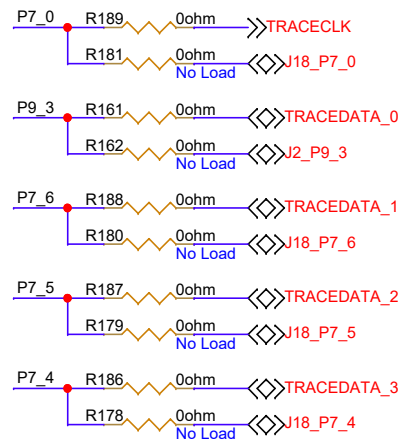 P7_0 R189 0ohm TRACECLK
R181 0ohm J18_P7_0
No Load
P9_3 R161 0ohm TRACEDATA_0
R162 0ohm J2_P9_3
No Load
P7_6 R188 0ohm TRACEDATA_1
R180 0ohm J18_P7_6
No Load
P7_5 R187 0ohm TRACEDATA_2
R179 0ohm J18_P7_5
No Load
P7_4 R186 0ohm TRACEDATA_3
R178 0ohm J18_P7_4
No Load